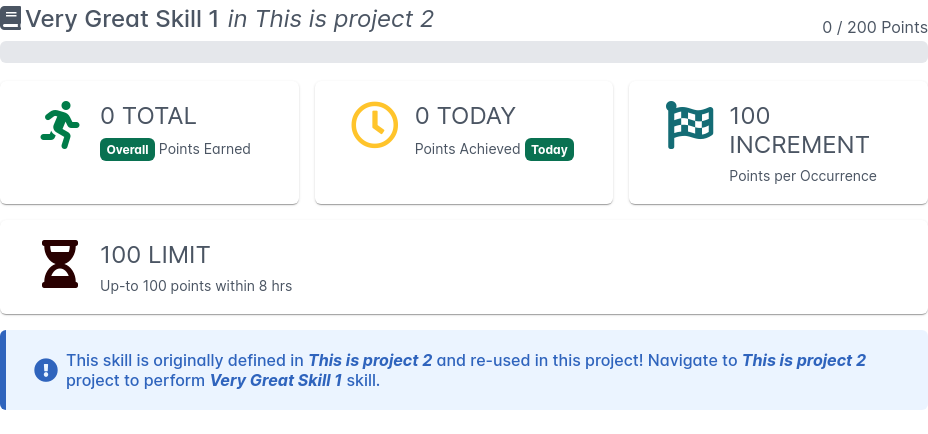 Very Great Skill 1 in This is project 2
0 / 200 Points
0 TOTAL
Overall Points Earned
0 TODAY
Points Achieved Today
100
INCREMENT
Points per Occurrence
100 LIMIT
Up-to 100 points within 8 hrs
This skill is originally defined in This is project 2 and re-used in this project! Navigate to This is project 2
project to perform Very Great Skill 1 skill.